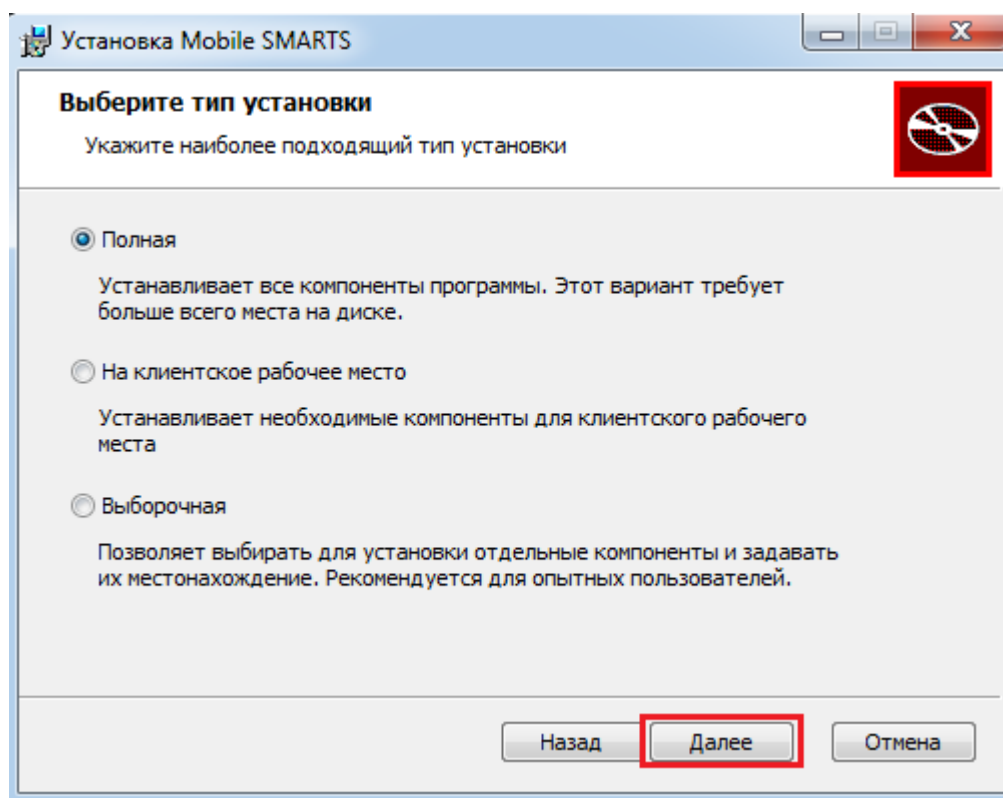 Установка Mobile SMARTS
Выберите тип установки
Укажите наиболее подходящий тип установки
Полная
Устанавливает все компоненты программы. Этот вариант требует
больше всего места на диске.
На клиентское рабочее место
Устанавливает необходимые компоненты для клиентского рабочего
места
Выборочная
Позволяет выбирать для установки отдельные компоненты и задавать
их местонахождение. Рекомендуется для опытных пользователей.
Назад Далее Отмена